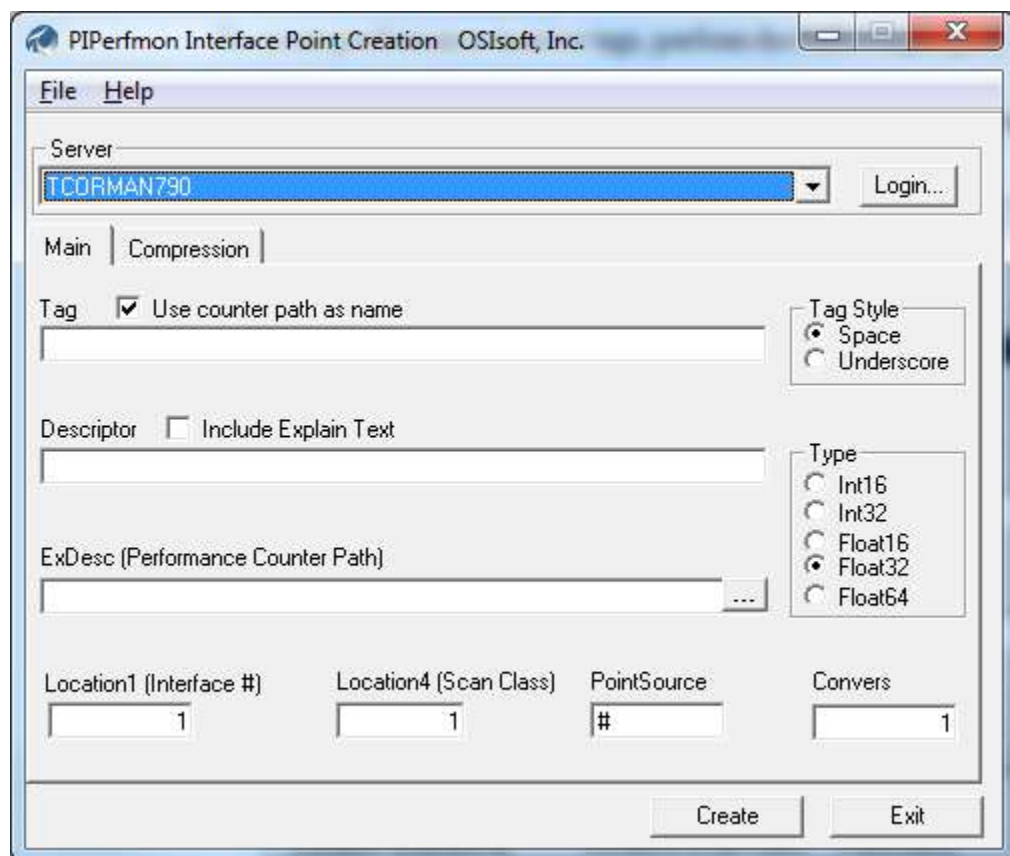 PIPerfmon Interface Point Creation OSIsoft, Inc.
File Help
Server
TCORMAN790
Login...
Main Compression
Tag Use counter path as name
Tag Style
Space
Underscore
Descriptor Include Explain Text
Type
Int16
Int32
Float16
Float32
Float64
ExDesc (Performance Counter Path)
...
Location1 (Interface #) Location4 (Scan Class) PointSource Convers
1 1 # 1
Create Exit